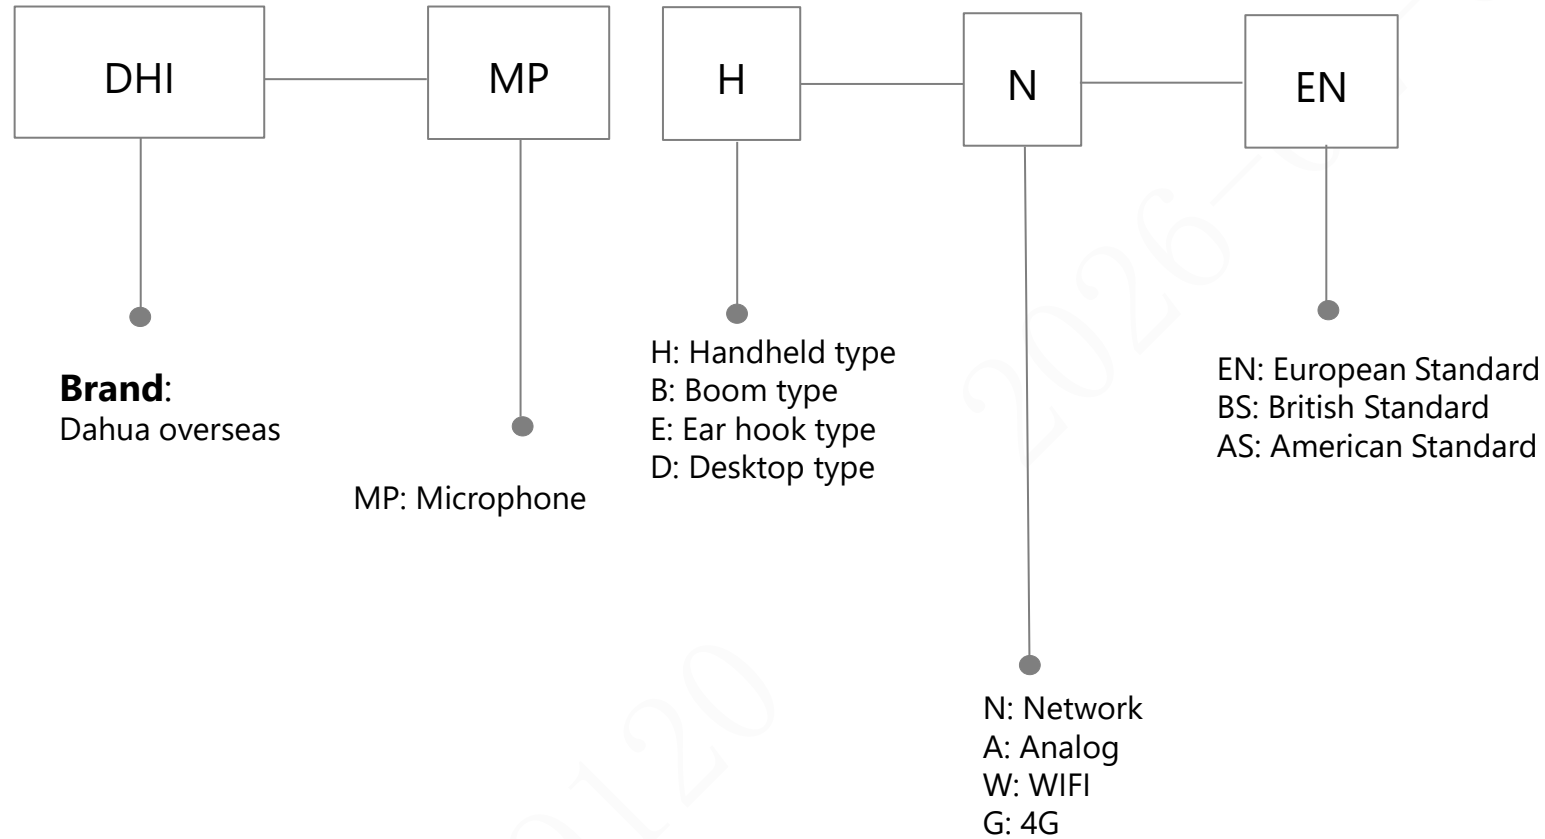 DHI
MP
H
N
EN
Brand:
Dahua overseas
MP: Microphone
H: Handheld type
B: Boom type
E: Ear hook type
D: Desktop type
N: Network
A: Analog
W: WIFI
G: 4G
EN: European Standard
BS: British Standard
AS: American Standard